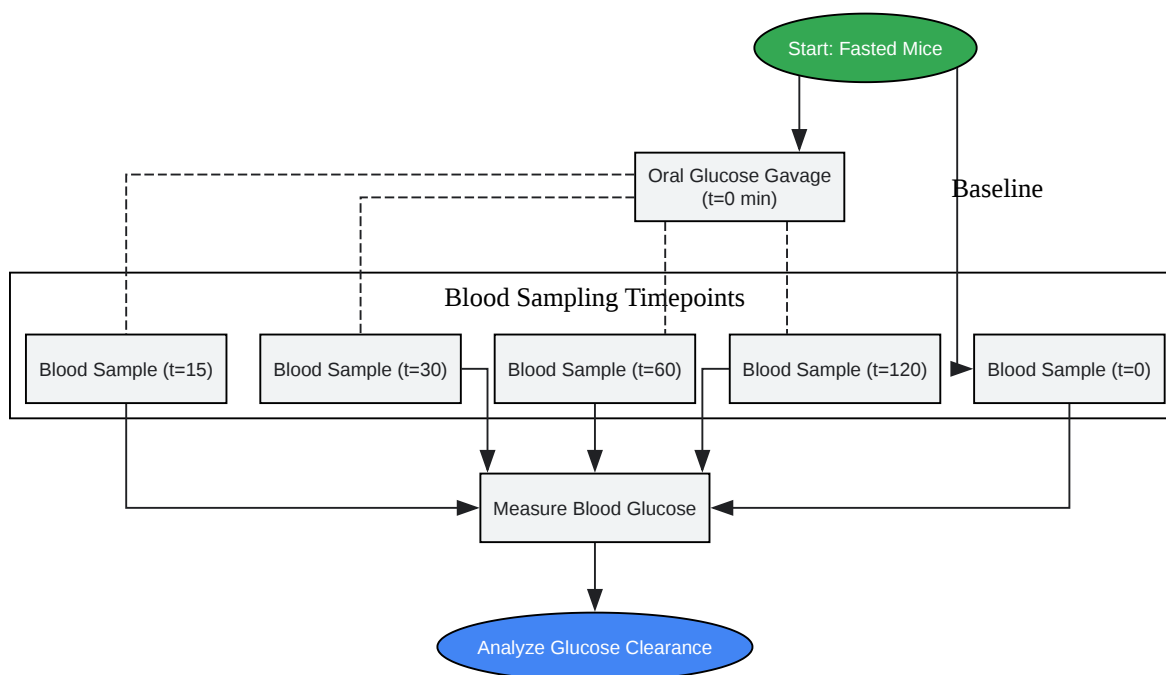 Start: Fasted Mice
Oral Glucose Gavage
(t=0 min)
Baseline
Blood Sampling Timepoints
Blood Sample (t=15)
Blood Sample (t=30)
Blood Sample (t=60)
Blood Sample (t=120)
Blood Sample (t=0)
Measure Blood Glucose
Analyze Glucose Clearance